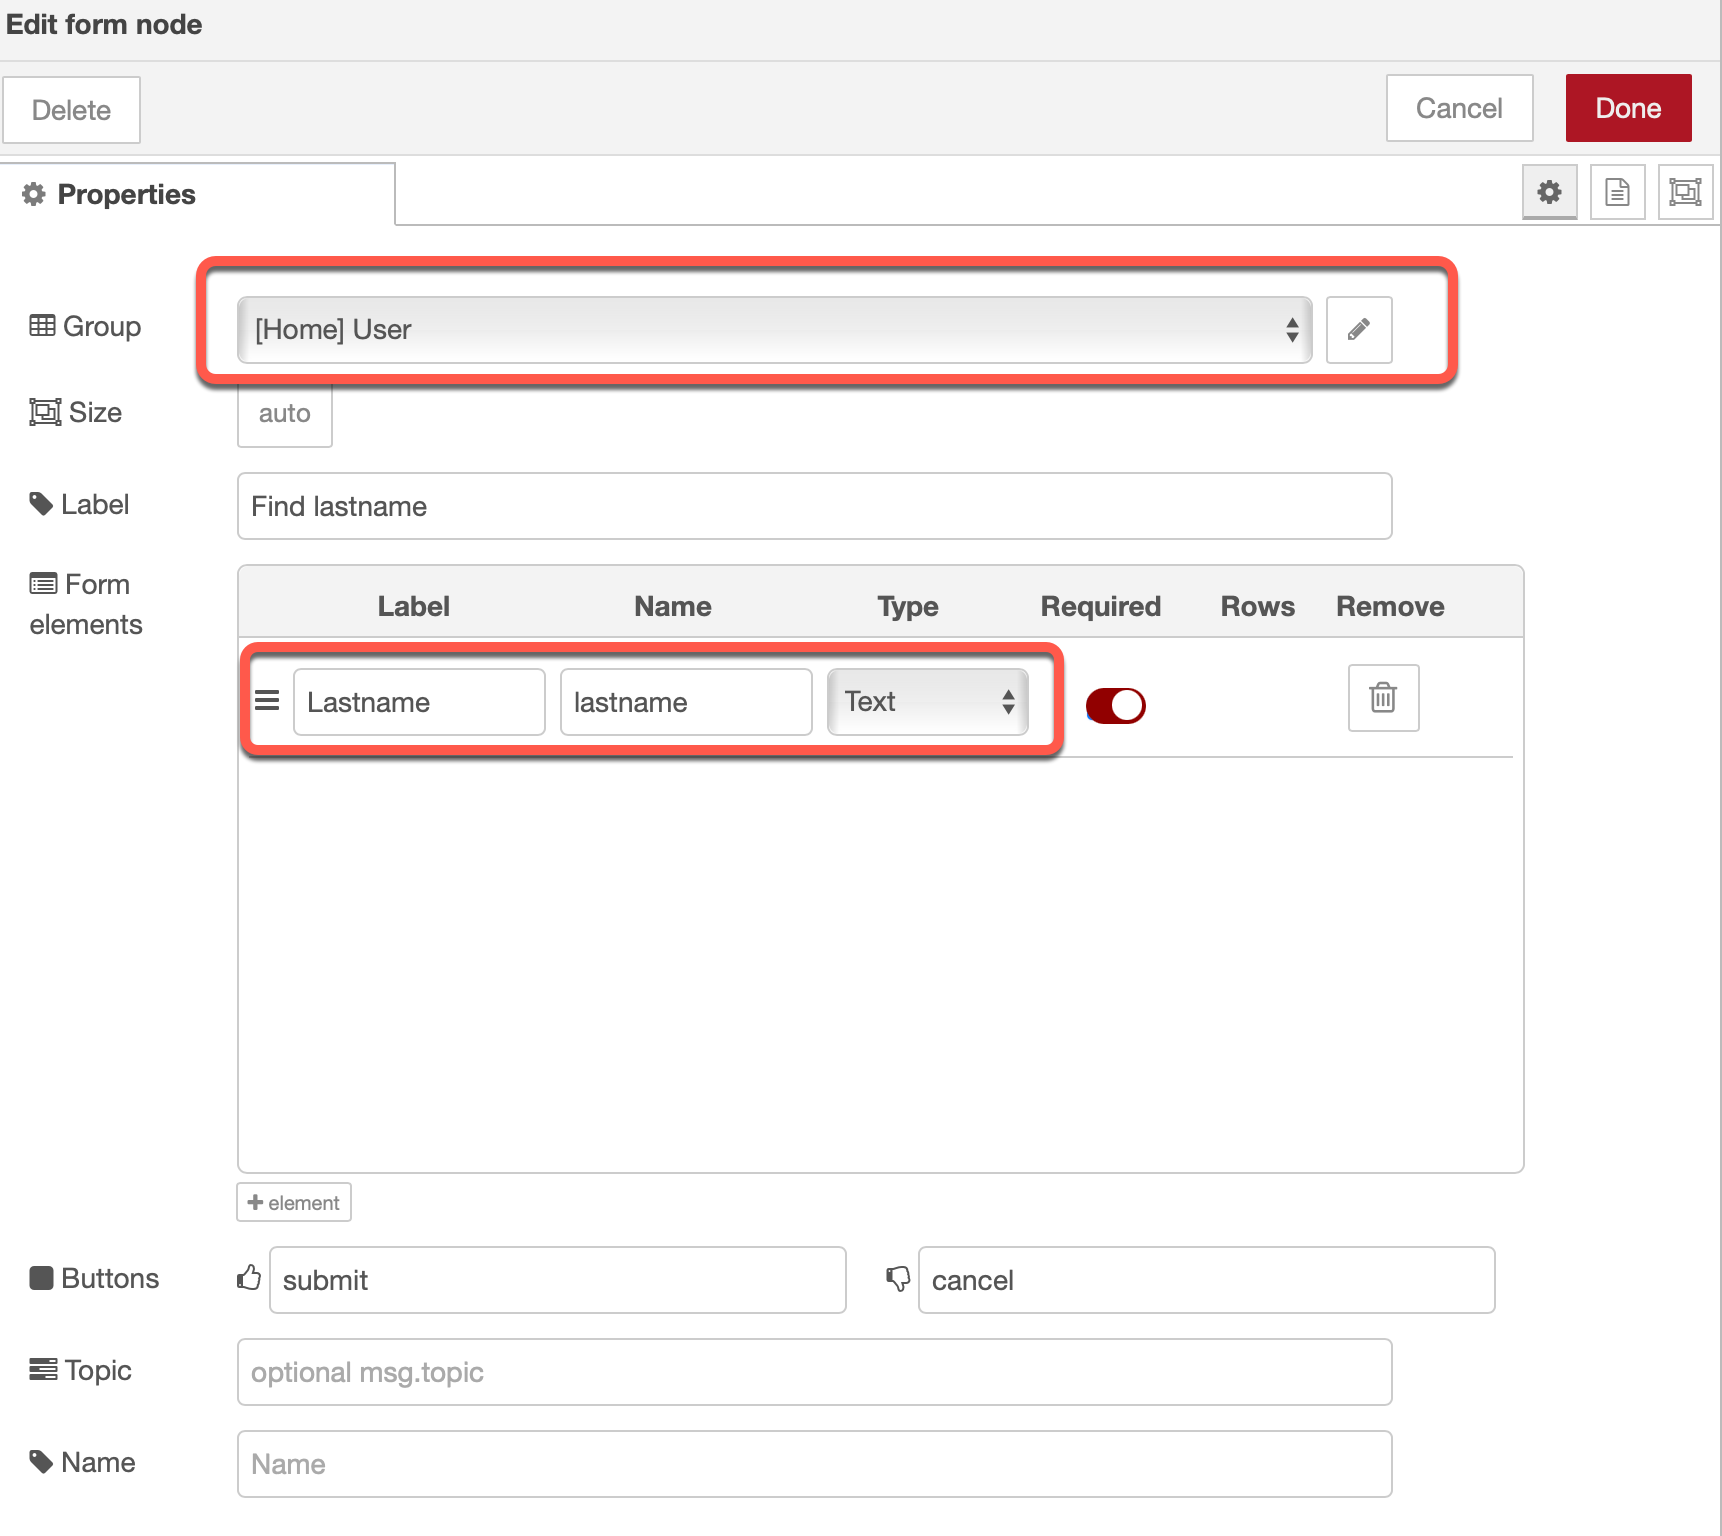 Edit form node
Delete
Cancel
Done
Properties
Group
[Home] User
Size
auto
Label
Find lastname
Form
elements
Label Name Type Required Rows Remove
Lastname lastname Text
element
Buttons
submit
cancel
Topic
optional msg.topic
Name
Name